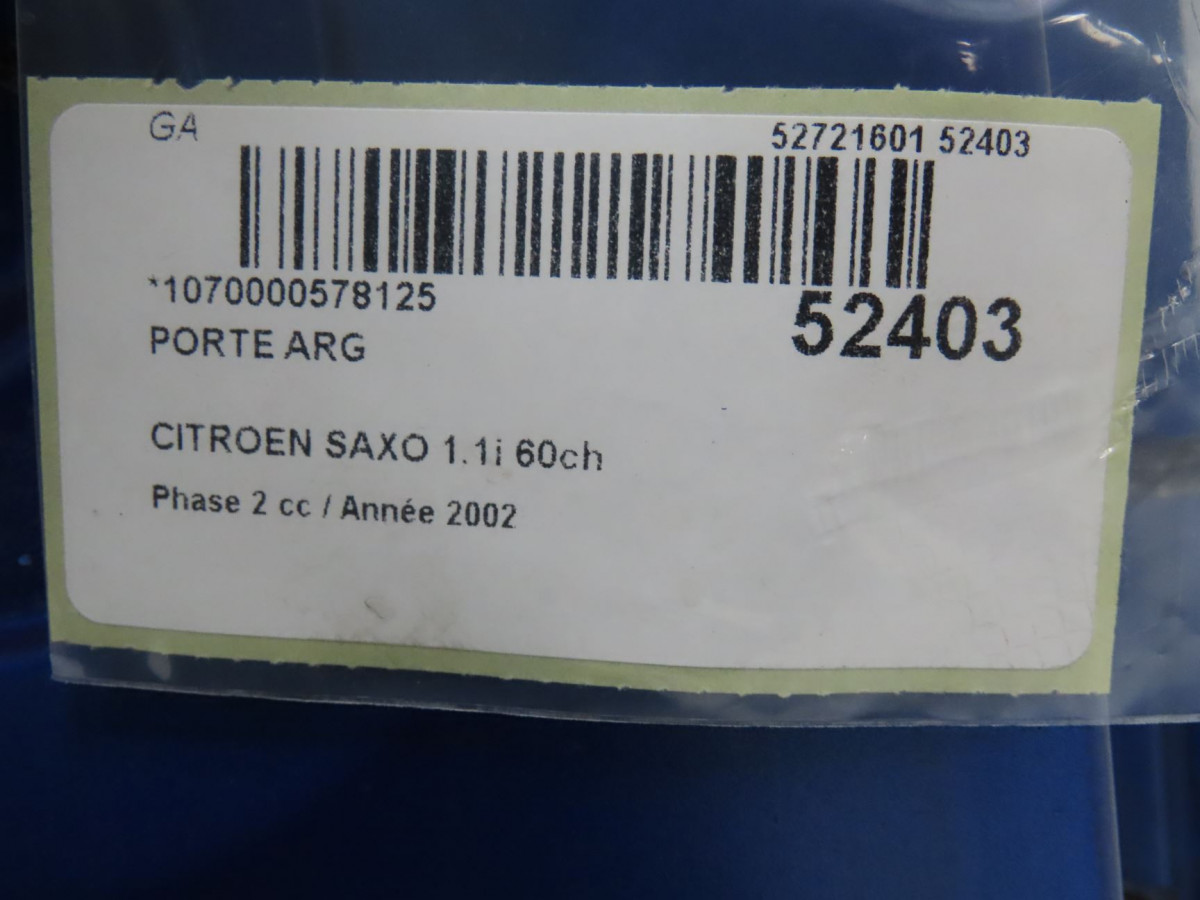 GA
52721601 52403
*1070000578125
52403
PORTE ARG
CITROEN SAXO 1.1i 60ch
Phase 2 cc / Année 2002